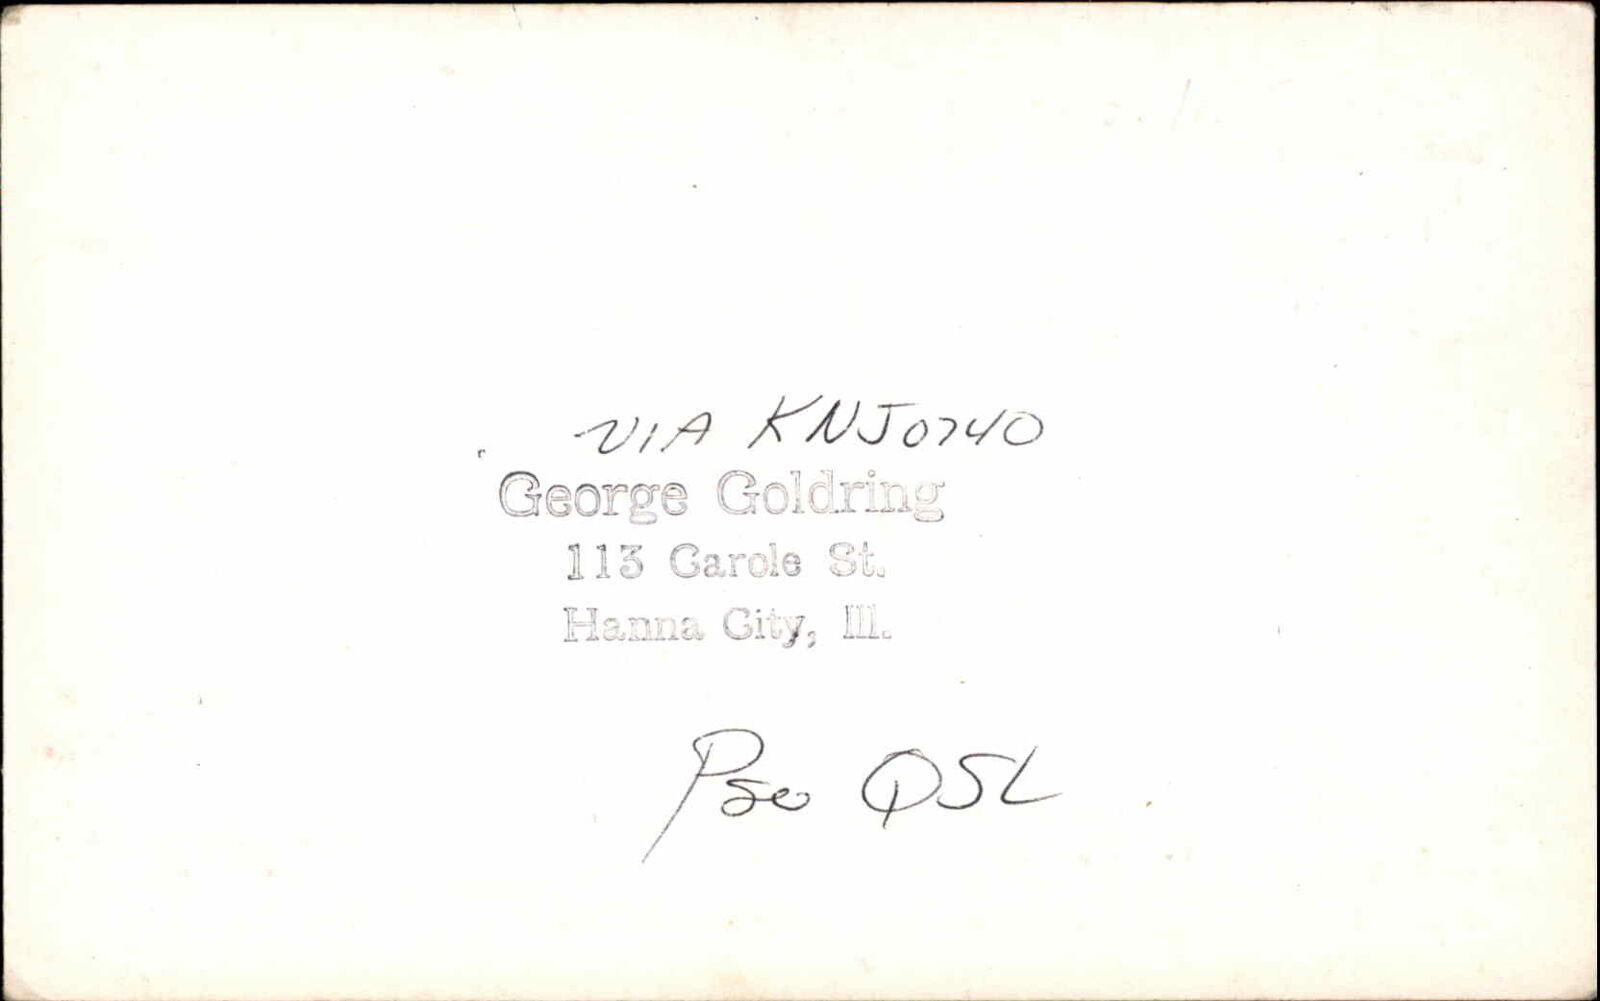 VIA KNJ0740
George Goldring
113 Carole St.
Hanna City, Ill.
Pse QSL